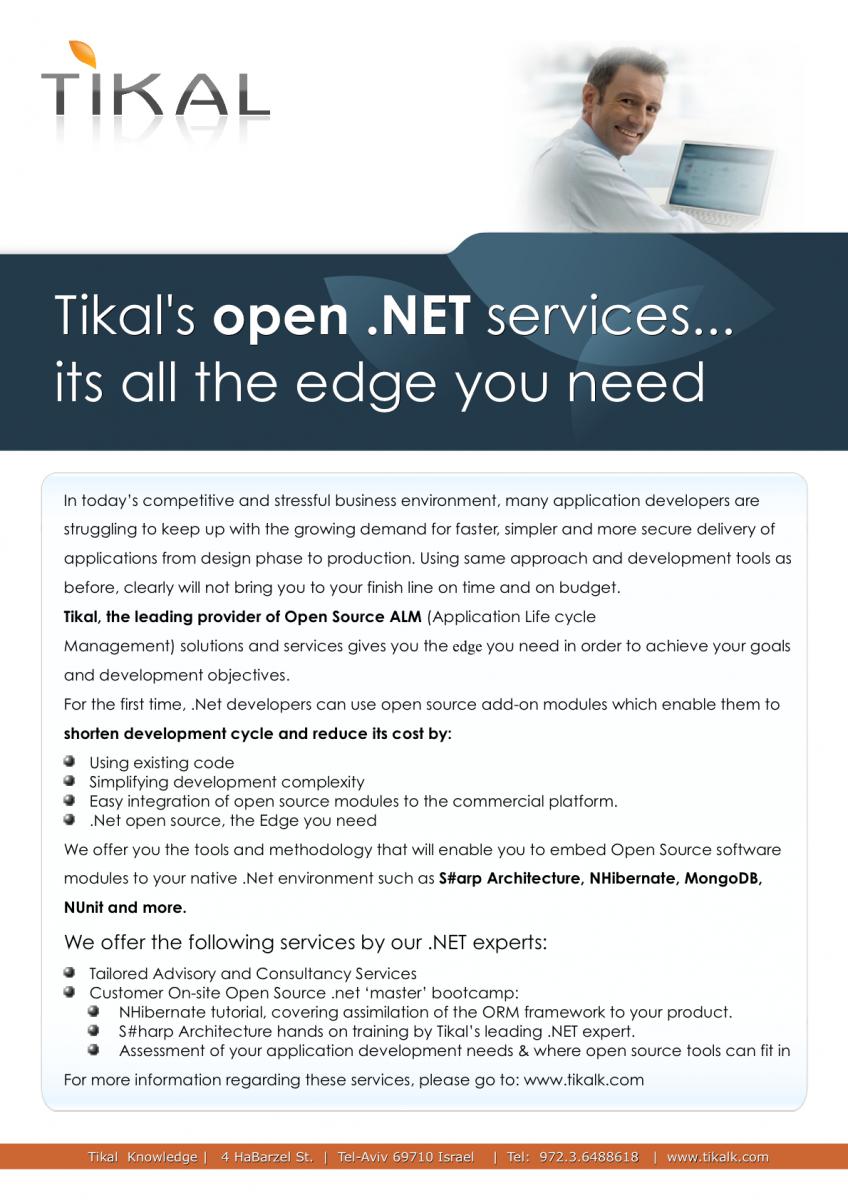 TIKAL
Tikal's open .NET services...
its all the edge you need
In today’s competitive and stressful business environment, many application developers are
struggling to keep up with the growing demand for faster, simpler and more secure delivery of
applications from design phase to production. Using same approach and development tools as
before, clearly will not bring you to your finish line on time and on budget.
Tikal, the leading provider of Open Source ALM (Application Life cycle
Management) solutions and services gives you the edge you need in order to achieve your goals
and development objectives.
For the first time, .Net developers can use open source add-on modules which enable them to
shorten development cycle and reduce its cost by:
Using existing code
Simplifying development complexity
Easy integration of open source modules to the commercial platform.
.Net open source, the Edge you need
We offer you the tools and methodology that will enable you to embed Open Source software
modules to your native .Net environment such as S#arp Architecture, NHibernate, MongoDB,
NUnit and more.
We offer the following services by our .NET experts:
Tailored Advisory and Consultancy Services
Customer On-site Open Source .net ‘master’ bootcamp:
NHibernate tutorial, covering assimilation of the ORM framework to your product.
S#harp Architecture hands on training by Tikal’s leading .NET expert.
Assessment of your application development needs & where open source tools can fit in
For more information regarding these services, please go to: www.tikalk.com
Tikal Knowledge | 4 HaBarzel St. | Tel-Aviv 69710 Israel | Tel: 972.3.6488618 | www.tikalk.com